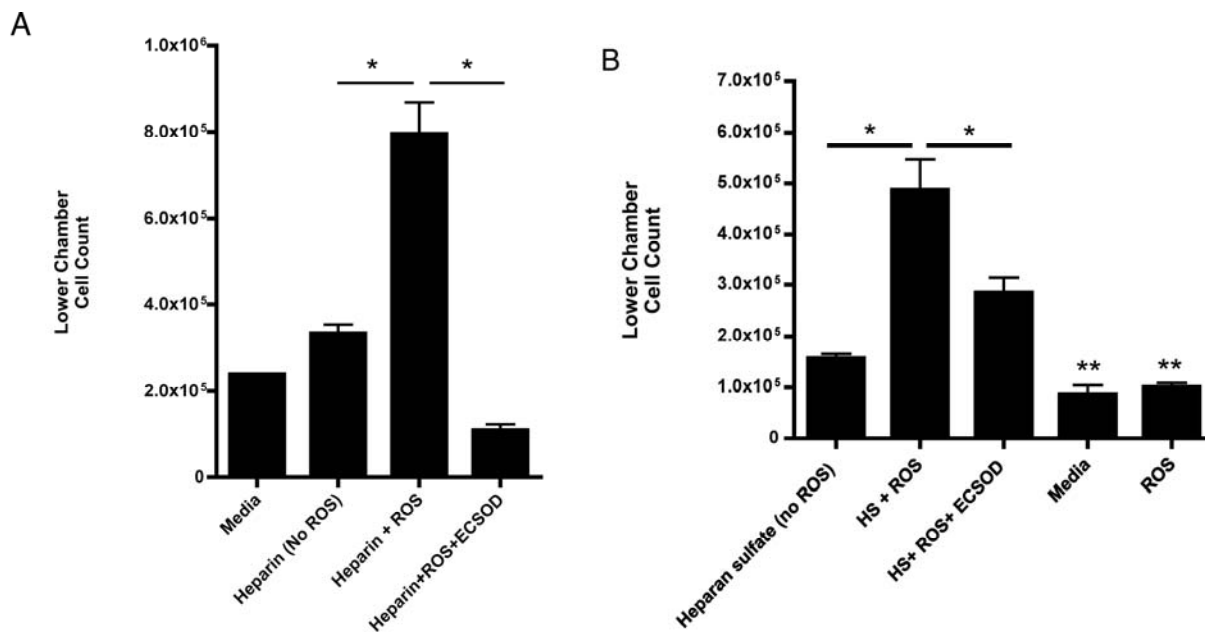 A
Lower Chamber
Cell Count
1.0x10⁶
8.0x10⁵
6.0x10⁵
4.0x10⁵
2.0x10⁵
0
*
*
Media
Heparin (No ROS)
Heparin + ROS
Heparin+ROS+ECSOD
B
Lower Chamber
Cell Count
7.0x10⁵
6.0x10⁵
5.0x10⁵
4.0x10⁵
3.0x10⁵
2.0x10⁵
1.0x10⁵
0
*
*
**
**
Heparan sulfate (no ROS)
HS + ROS
HS+ ROS+ ECSOD
Media
ROS